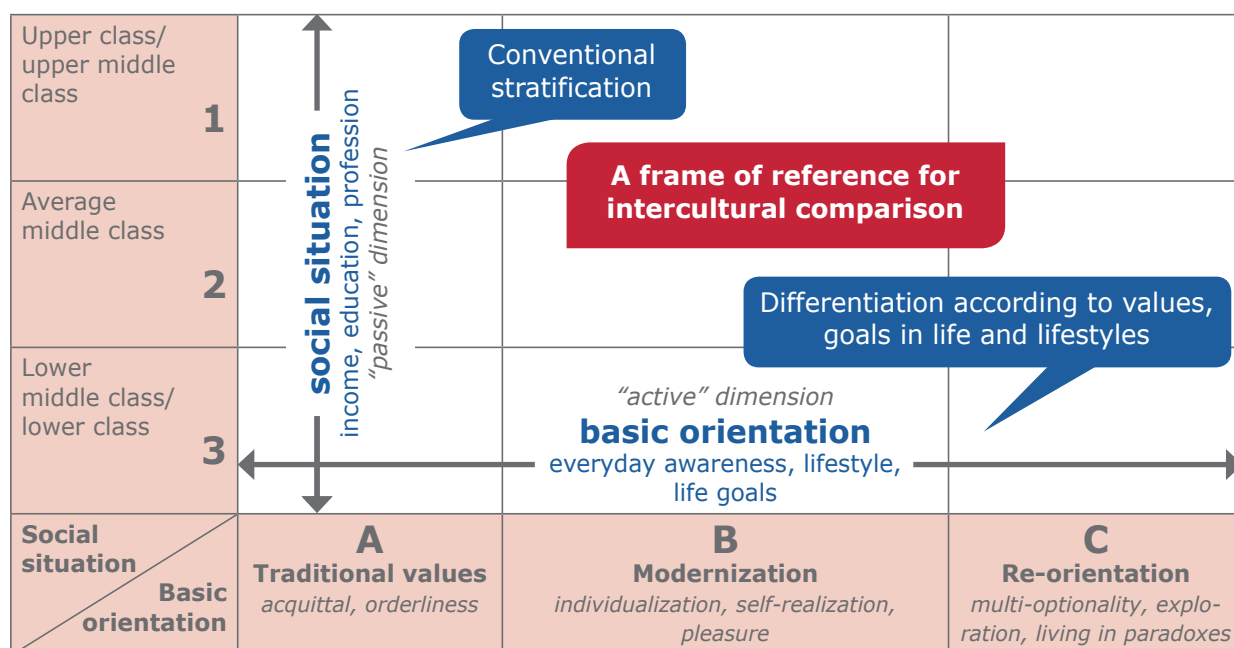 Upper class/
upper middle
class
1
Average
middle class
2
Lower
middle class/
lower class
3
social situation
income, education, profession
“passive” dimension
Conventional
stratification
A frame of reference for
intercultural comparison
Differentiation according to values,
goals in life and lifestyles
“active” dimension
basic orientation
everyday awareness, lifestyle,
life goals
Social
situation
Basic
orientation
A
Traditional values
acquittal, orderliness
B
Modernization
individualization, self-realization,
pleasure
C
Re-orientation
multi-optionality, explo-
ration, living in paradoxes